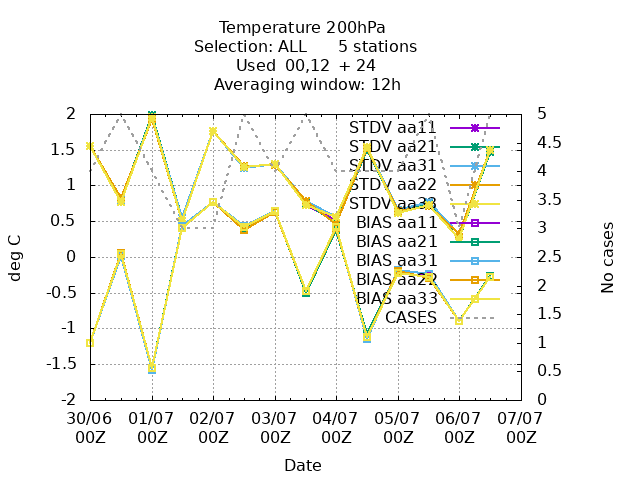 Temperature 200hPa
Selection: ALL 5 stations
Used 00,12 + 24
Averaging window: 12h
deg C
2
1.5
1
0.5
0
-0.5
-1
-1.5
-2
STDV aa11
STDV aa21
STDV aa31
STDV aa22
STDV aa33
BIAS aa11
BIAS aa21
BIAS aa31
BIAS aa22
BIAS aa33
CASES
5
4.5
4
3.5
3
2.5
2
1.5
1
0.5
0
No cases
30/06 01/07 02/07 03/07 04/07 05/07 06/07 07/07
00Z 00Z 00Z 00Z 00Z 00Z 00Z 00Z
Date